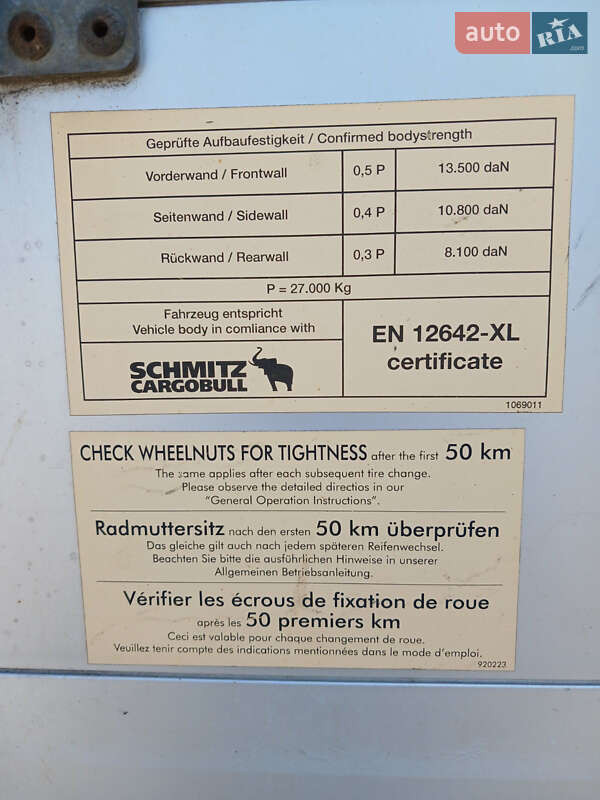 auto RIA.com
Geprüfte Aufbaufestigkeit / Confirmed bodystrength
Vorderwand / Frontwall 0,5 P 13.500 daN
Seitenwand / Sidewall 0,4 P 10.800 daN
Rückwand / Rearwall 0,3 P 8.100 daN
P = 27.000 Kg
Fahrzeug entspricht
Vehicle body in comliance with
SCHMITZ
CARGOBULL
EN 12642-XL
certificate
1069011
CHECK WHEELNUTS FOR TIGHTNESS after the first 50 km
The same applies after each subsequent tire change.
Please observe the detailed directios in our
"General Operation Instructions".
Radmuttersitz nach den ersten 50 km überprüfen
Das gleiche gilt auch nach jedem späteren Reifenwechsel.
Beachten Sie bitte die ausführlichen Hinweise in unserer
Allgemeinen Betriebsanleitung.
Vérifier les écrous de fixation de roue
après les 50 premiers km
Ceci est valable pour chaque changement de roue.
Veuillez tenir compte des indications mentionnées dans le mode d'emploi.
920223